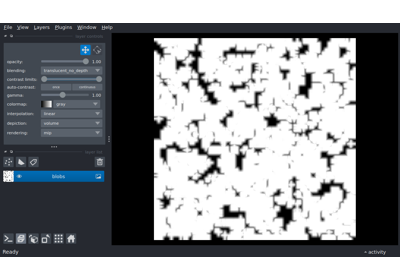 File View Layers Plugins Window Help
opacity: 1.00
blending: translucent_no_depth
contrast limits:
auto-contrast: once continuous
gamma: 1.00
colormap: gray
interpolation: linear
depiction: volume
rendering: mip
blobs
Ready activity